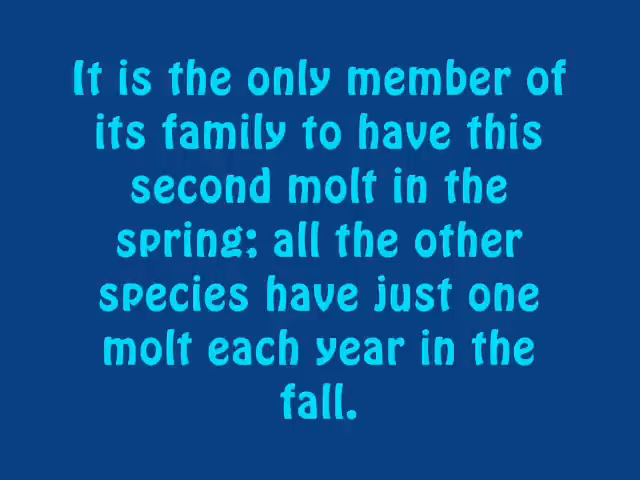 It is the only member of
its family to have this
second molt in the
spring; all the other
species have just one
molt each year in the
fall.